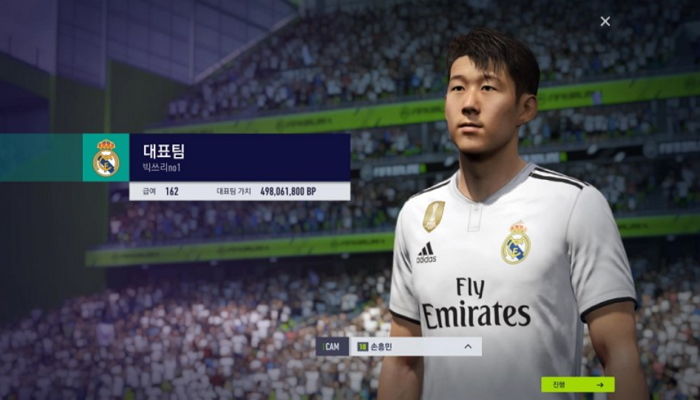 대표팀
빅쓰리no1
급여 162 대표팀 가치 498,061,800 BP
adidas
Fly
Emirates
CAM 손흥민
진행